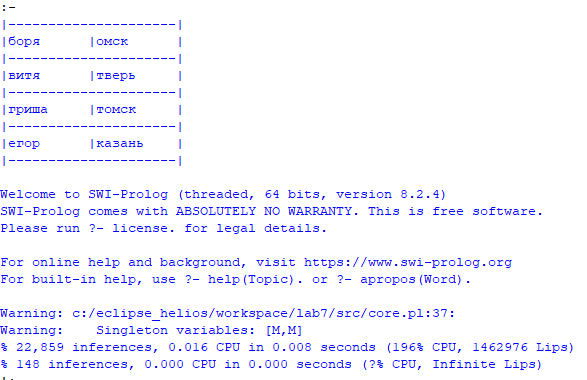 :-
|---------------------|
|боря      |омск      |
|---------------------|
|витя      |тверь     |
|---------------------|
|гриша     |томск     |
|---------------------|
|егор      |казань    |
|---------------------|
Welcome to SWI-Prolog (threaded, 64 bits, version 8.2.4)
SWI-Prolog comes with ABSOLUTELY NO WARRANTY. This is free software.
Please run ?- license. for legal details.
For online help and background, visit https://www.swi-prolog.org
For built-in help, use ?- help(Topic). or ?- apropos(Word).
Warning: c:/eclipse_helios/workspace/lab7/src/core.pl:37:
Warning:    Singleton variables: [M,M]
% 22,859 inferences, 0.016 CPU in 0.008 seconds (196% CPU, 1462976 Lips)
% 148 inferences, 0.000 CPU in 0.000 seconds (?% CPU, Infinite Lips)